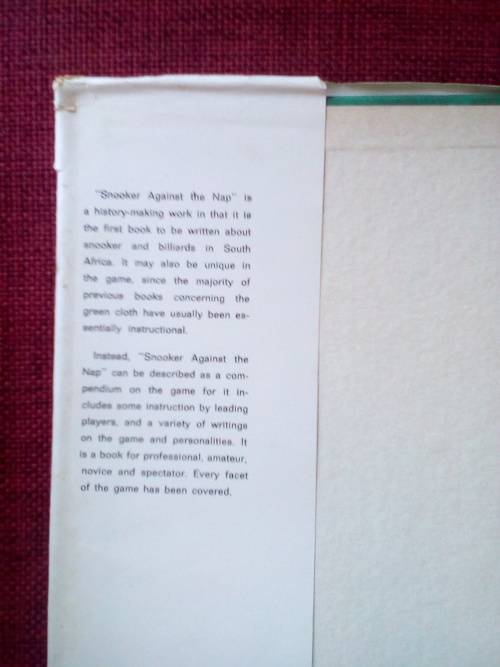 "Snooker Against the Nap" is
a history-making work in that it is
the first book to be written about
snooker and billiards in South
Africa. It may also be unique in
the game, since the majority of
previous books concerning the
green cloth have usually been es-
sentially instructional.
Instead, "Snooker Against the
Nap" can be described as a com-
pendium on the game for it in-
cludes some instruction by leading
players, and a variety of writings
on the game and personalities. It
is a book for professional, amateur,
novice and spectator. Every facet
of the game has been covered.